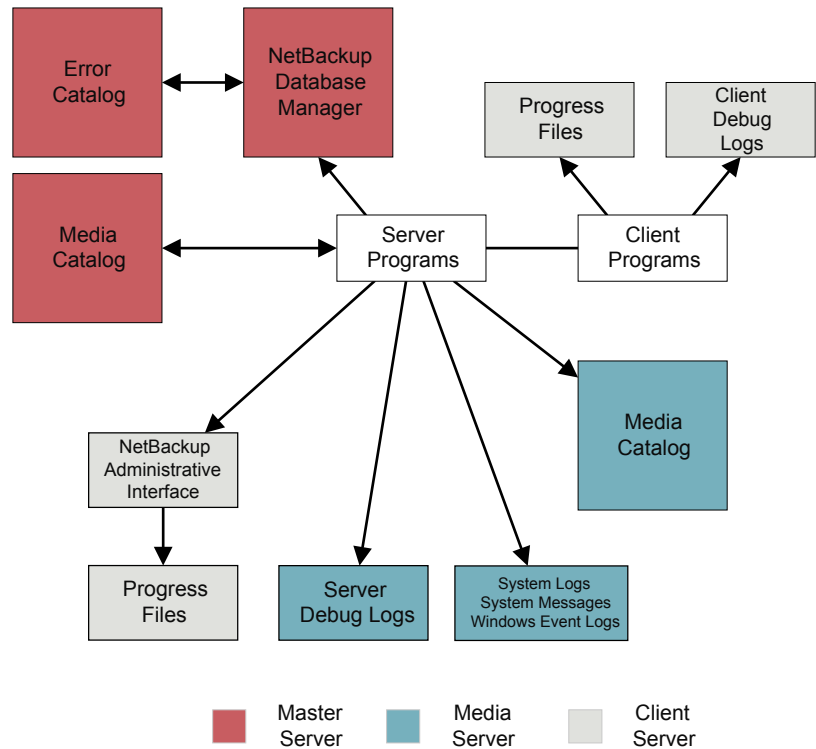 Error
Catalog
NetBackup
Database
Manager
Progress
Files
Client
Debug
Logs
Media
Catalog
Server
Programs
Client
Programs
Media
Catalog
NetBackup
Administrative
Interface
Progress
Files
Server
Debug Logs
System Logs
System Messages
Windows Event Logs
Master
Server
Media
Server
Client
Server